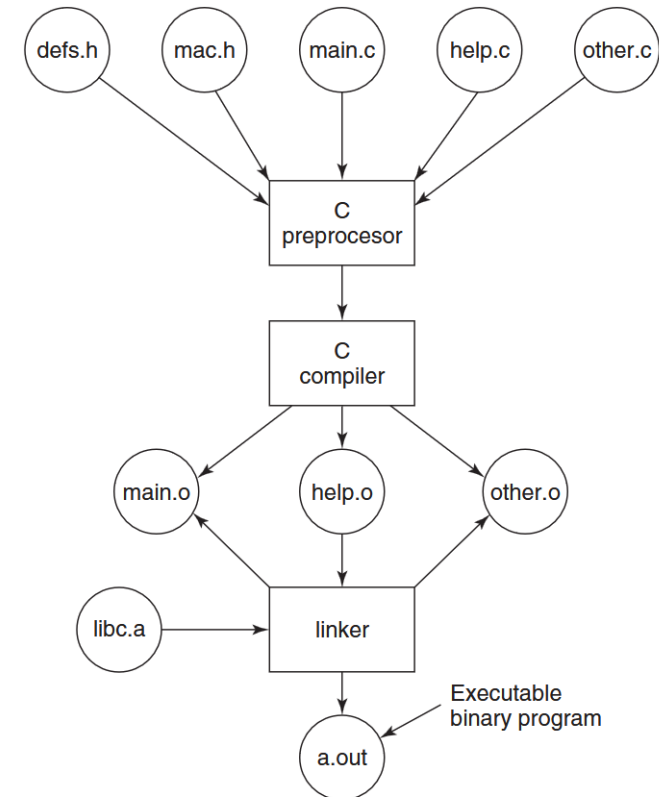 defs.h
mac.h
main.c
help.c
other.c
C
preprocesor
C
compiler
main.o
help.o
other.o
libc.a
linker
Executable
binary program
a.out